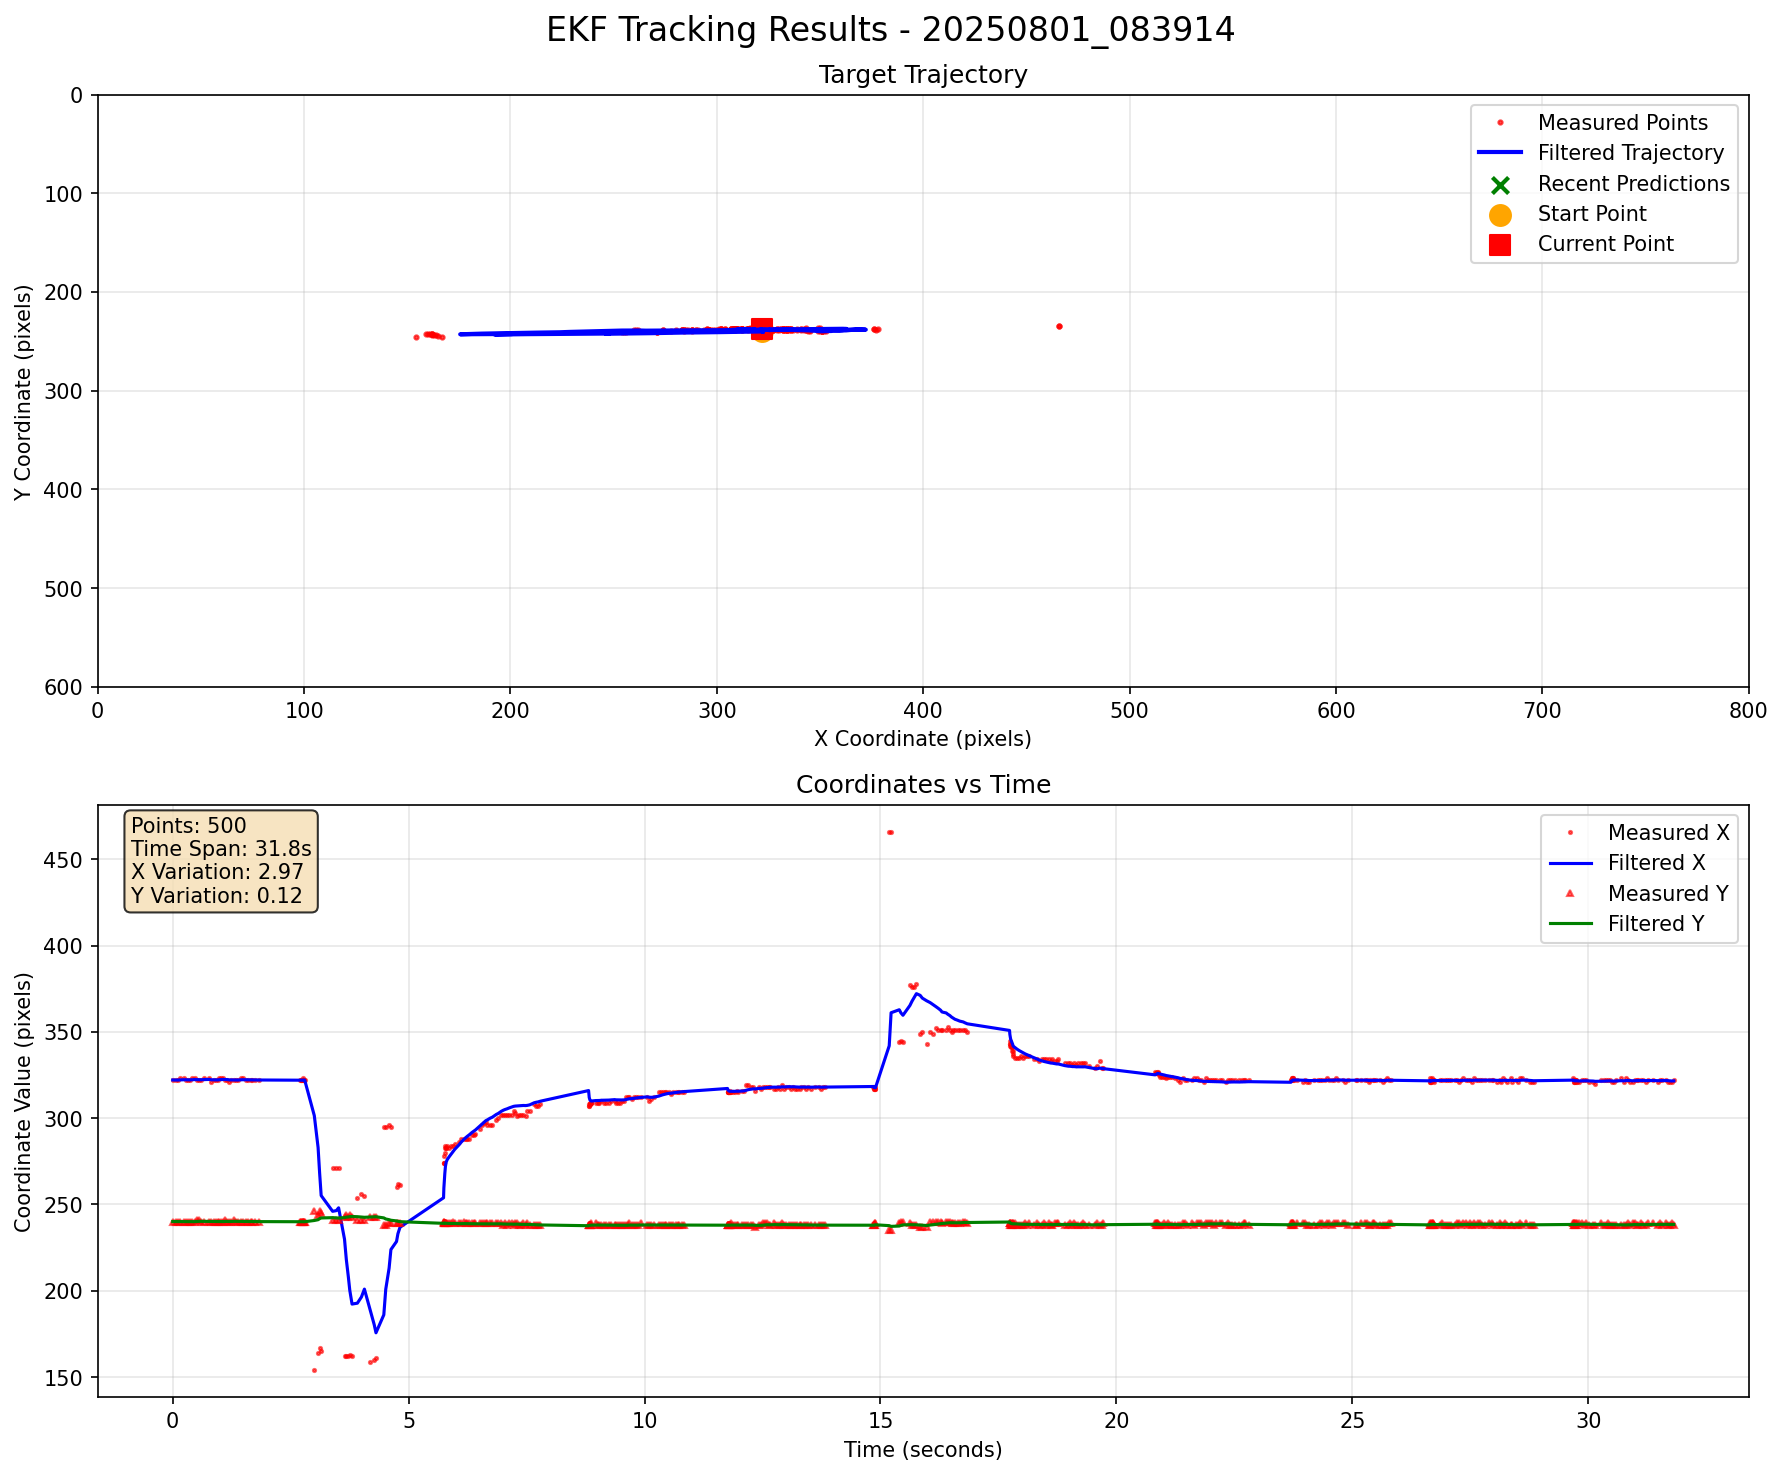 EKF Tracking Results - 20250801_083914
Target Trajectory
Y Coordinate (pixels)
0
100
200
300
400
500
600
Measured Points
Filtered Trajectory
Recent Predictions
Start Point
Current Point
0
100
200
300
400
500
600
700
800
X Coordinate (pixels)
Coordinates vs Time
Coordinate Value (pixels)
450
400
350
300
250
200
150
Points: 500
Time Span: 31.8s
X Variation: 2.97
Y Variation: 0.12
Measured X
Filtered X
Measured Y
Filtered Y
0
5
10
15
20
25
30
Time (seconds)